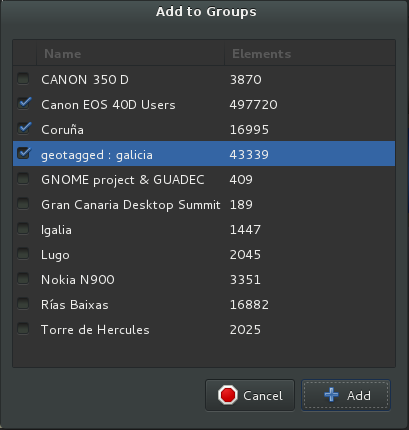 Add to Groups
Name Elements
CANON 350 D 3870
Canon EOS 40D Users 497720
Coruña 16995
geotagged : galicia 43339
GNOME project & GUADEC 409
Gran Canaria Desktop Summit 189
Igalia 1447
Lugo 2045
Nokia N900 3351
Rías Baixas 16882
Torre de Hercules 2025
Cancel Add